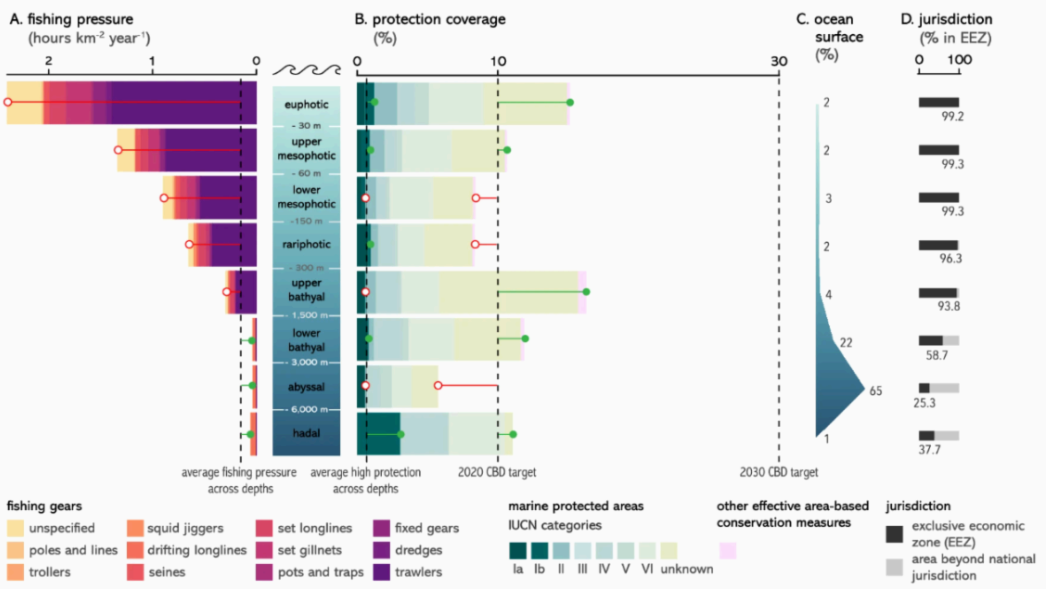 A. fishing pressure
(hours km⁻² year⁻¹)
2 1 0
B. protection coverage
(%)
0 10 30
C. ocean
surface
(%)
D. jurisdiction
(% in EEZ)
0 100
euphotic
- 30 m
upper
mesophotic
- 60 m
lower
mesophotic
-150 m
rariphotic
- 300 m
upper
bathyal
1,500 m
lower
bathyal
3,000 m
abyssal
6,000 m
hadal
2
2
3
2
4
22
65
1
99.2
99.3
99.3
96.3
93.8
58.7
25.3
37.7
average fishing pressure
across depths
average high protection
across depths
2020 CBD target
2030 CBD target
fishing gears
unspecified
poles and lines
trollers
squid jiggers
drifting longlines
seines
set longlines
set gillnets
pots and traps
fixed gears
dredges
trawlers
marine protected areas
IUCN categories
Ia Ib II III IV V VI unknown
other effective area-based
conservation measures
jurisdiction
exclusive economic
zone (EEZ)
area beyond national
jurisdiction